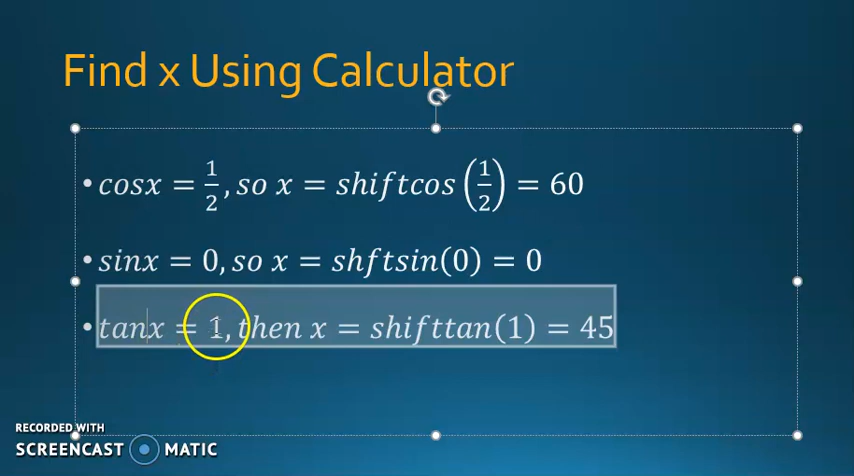 Find x Using Calculator
• cosx = 1/2, so x = shiftcos (1/2) = 60
• sinx = 0, so x = shftsin(0) = 0
• tanx = 1, then x = shifttan(1) = 45
RECORDED WITH
SCREENCAST MATIC